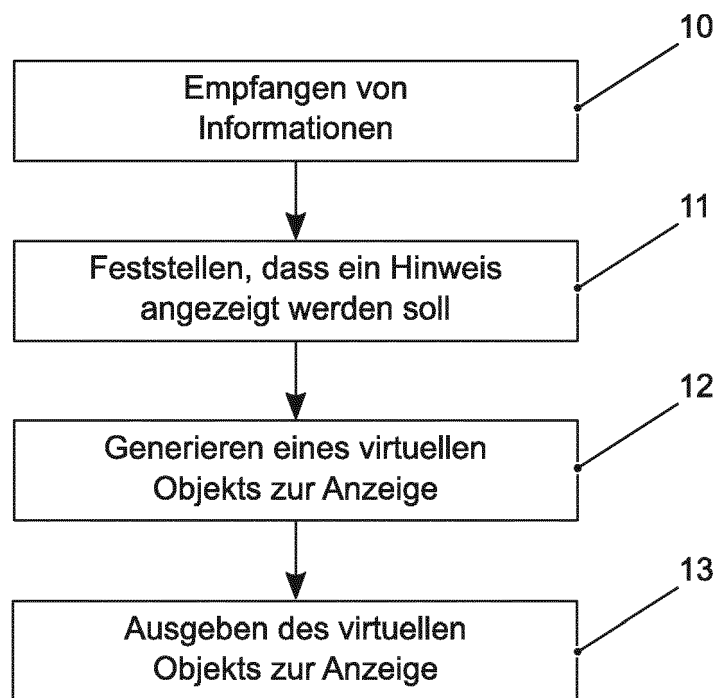 10
Empfangen von
Informationen
11
Feststellen, dass ein Hinweis
angezeigt werden soll
12
Generieren eines virtuellen
Objekts zur Anzeige
13
Ausgeben des virtuellen
Objekts zur Anzeige